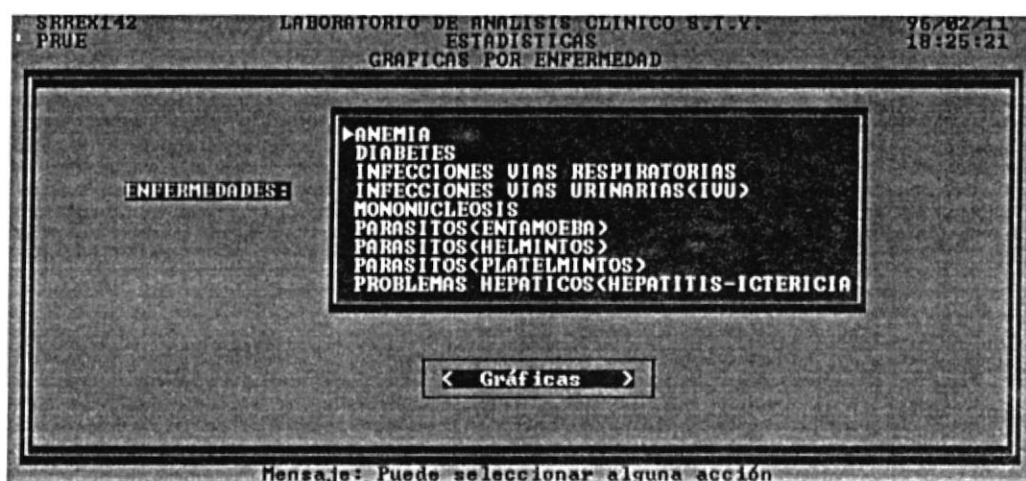 SRREX142 LABORATORIO DE ANALISIS CLINICO S.T.Y. 96/02/11
PRUE ESTADISTICAS 18:25:21
GRAFICAS POR ENFERMEDAD
ENFERMEDADES:
►ANEMIA
DIABETES
INFECCIONES VIAS RESPIRATORIAS
INFECCIONES VIAS URINARIAS(IVU)
MONONUCLEOSIS
PARASITOS(ENTAMOEBA)
PARASITOS(HELMINTOS)
PARASITOS(PLATELMINTOS)
PROBLEMAS HEPATICOS(HEPATITIS-ICTERICIA
< Gráficas >
Mensaje: Puede seleccionar alguna acción